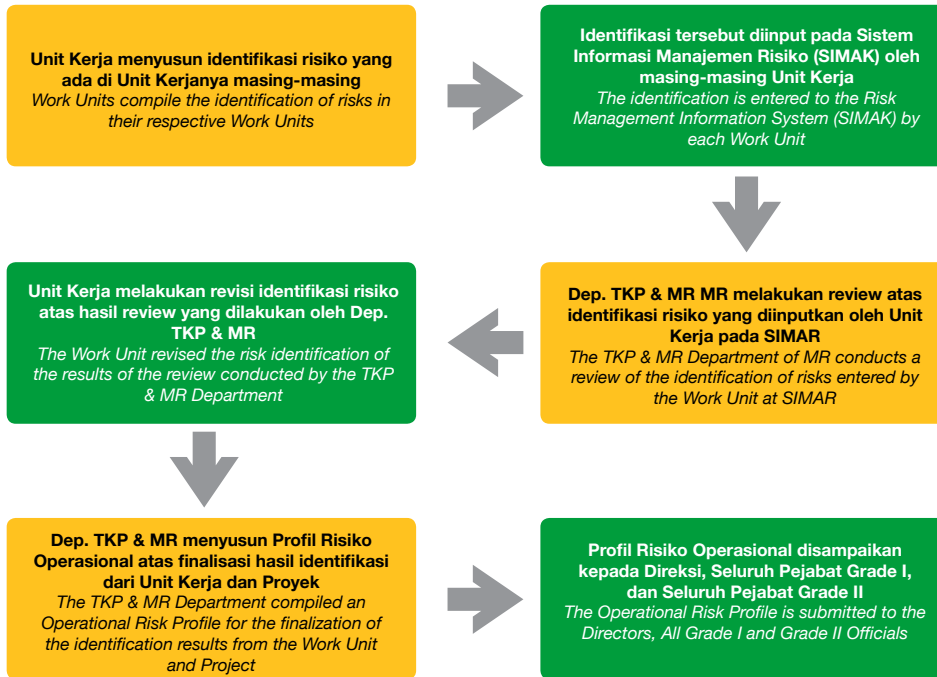 Unit Kerja menyusun identifikasi risiko yang
ada di Unit Kerjanya masing-masing
Work Units compile the identification of risks in
their respective Work Units
Identifikasi tersebut diinput pada Sistem
Informasi Manajemen Risiko (SIMAK) oleh
masing-masing Unit Kerja
The identification is entered to the Risk
Management Information System (SIMAK) by
each Work Unit
Dep. TKP & MR MR melakukan review atas
identifikasi risiko yang diinputkan oleh Unit
Kerja pada SIMAR
The TKP & MR Department of MR conducts a
review of the identification of risks entered by
the Work Unit at SIMAR
Unit Kerja melakukan revisi identifikasi risiko
atas hasil review yang dilakukan oleh Dep.
TKP & MR
The Work Unit revised the risk identification of
the results of the review conducted by the TKP
& MR Department
Dep. TKP & MR menyusun Profil Risiko
Operasional atas finalisasi hasil identifikasi
dari Unit Kerja dan Proyek
The TKP & MR Department compiled an
Operational Risk Profile for the finalization of
the identification results from the Work Unit
and Project
Profil Risiko Operasional disampaikan
kepada Direksi, Seluruh Pejabat Grade I,
dan Seluruh Pejabat Grade II
The Operational Risk Profile is submitted to the
Directors, All Grade I and Grade II Officials